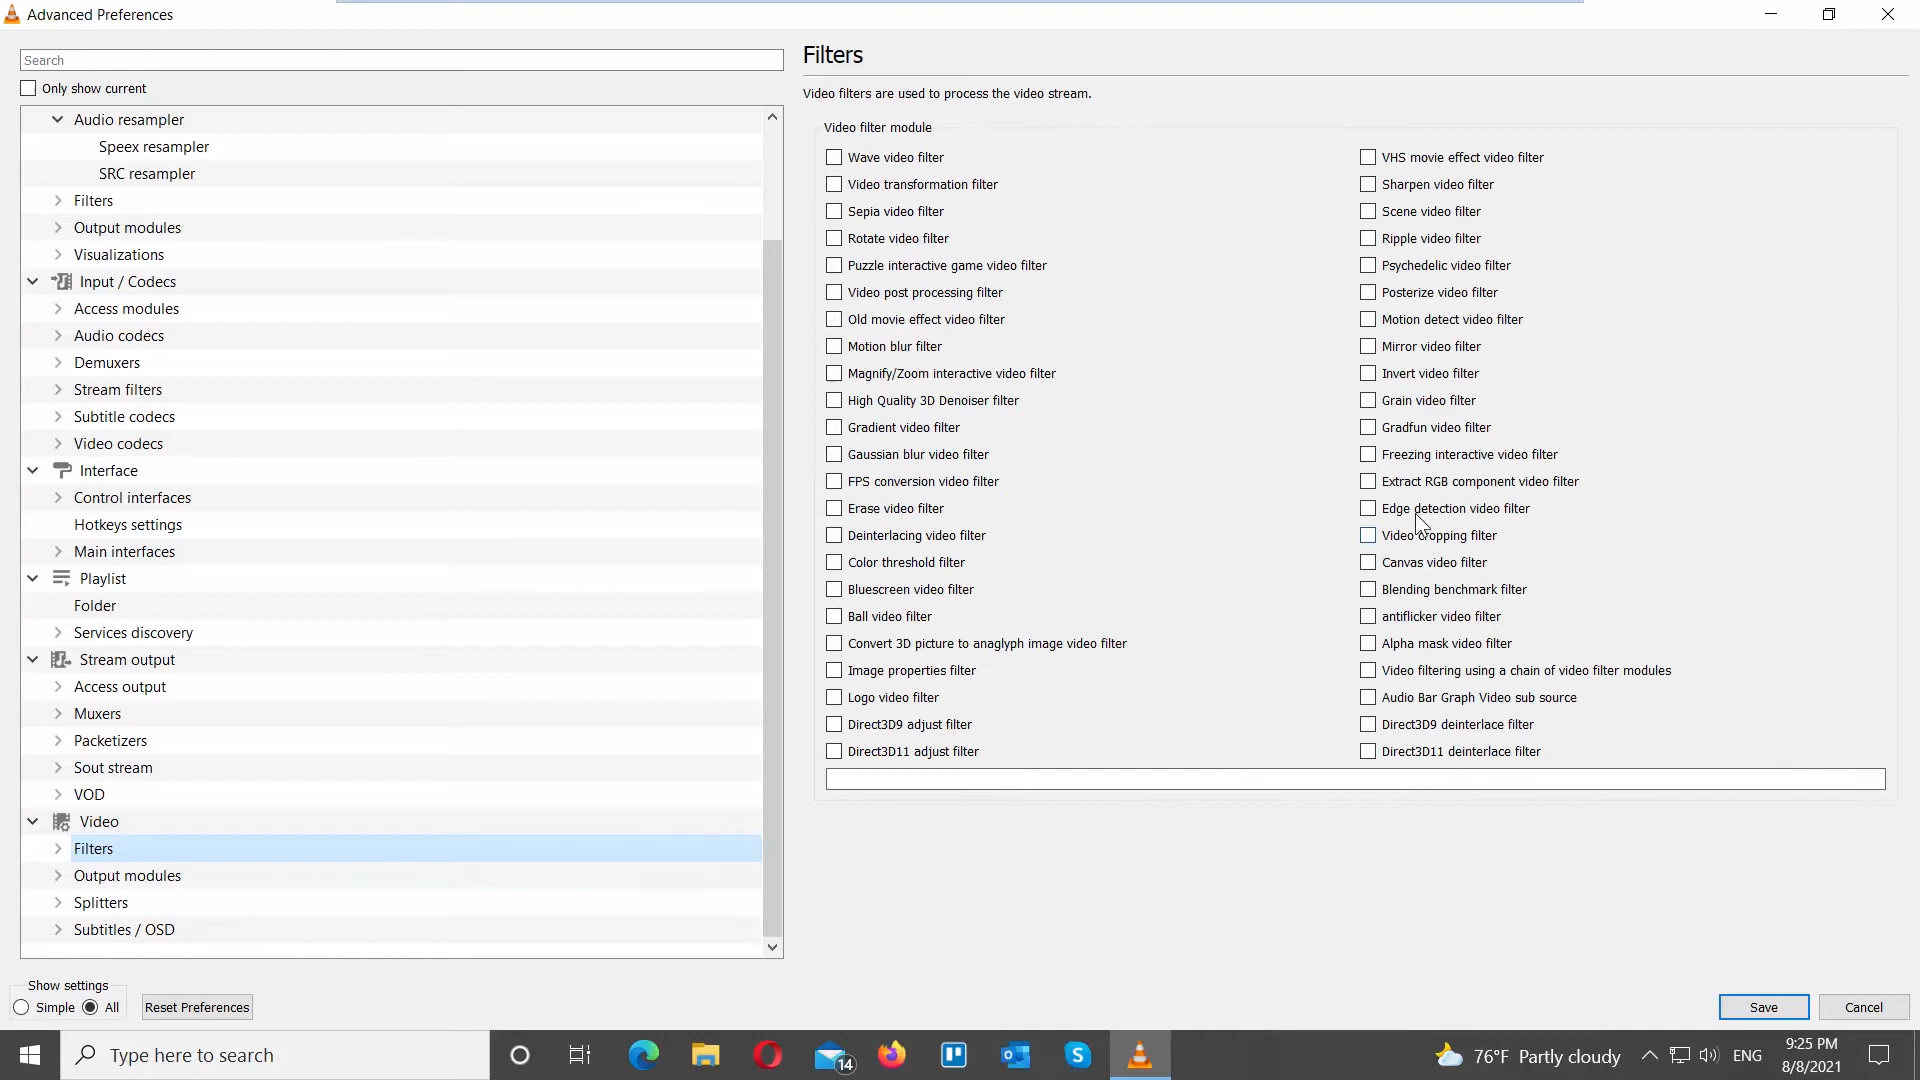 Advanced Preferences
Search
Only show current
Audio resampler
Speex resampler
SRC resampler
Filters
Output modules
Visualizations
Input / Codecs
Access modules
Audio codecs
Demuxers
Stream filters
Subtitle codecs
Video codecs
Interface
Control interfaces
Hotkeys settings
Main interfaces
Playlist
Folder
Services discovery
Stream output
Access output
Muxers
Packetizers
Sout stream
VOD
Video
Filters
Output modules
Splitters
Subtitles / OSD
Show settings
Simple All Reset Preferences
Filters
Video filters are used to process the video stream.
Video filter module
Wave video filter VHS movie effect video filter
Video transformation filter Sharpen video filter
Sepia video filter Scene video filter
Rotate video filter Ripple video filter
Puzzle interactive game video filter Psychedelic video filter
Video post processing filter Posterize video filter
Old movie effect video filter Motion detect video filter
Motion blur filter Mirror video filter
Magnify/Zoom interactive video filter Invert video filter
High Quality 3D Denoiser filter Grain video filter
Gradient video filter Gradfun video filter
Gaussian blur video filter Freezing interactive video filter
FPS conversion video filter Extract RGB component video filter
Erase video filter Edge detection video filter
Deinterlacing video filter Video cropping filter
Color threshold filter Canvas video filter
Bluescreen video filter Blending benchmark filter
Ball video filter antiflicker video filter
Convert 3D picture to anaglyph image video filter Alpha mask video filter
Image properties filter Video filtering using a chain of video filter modules
Logo video filter Audio Bar Graph Video sub source
Direct3D9 adjust filter Direct3D9 deinterlace filter
Direct3D11 adjust filter Direct3D11 deinterlace filter
Save Cancel
Type here to search
14
76°F Partly cloudy
ENG
9:25 PM
8/8/2021